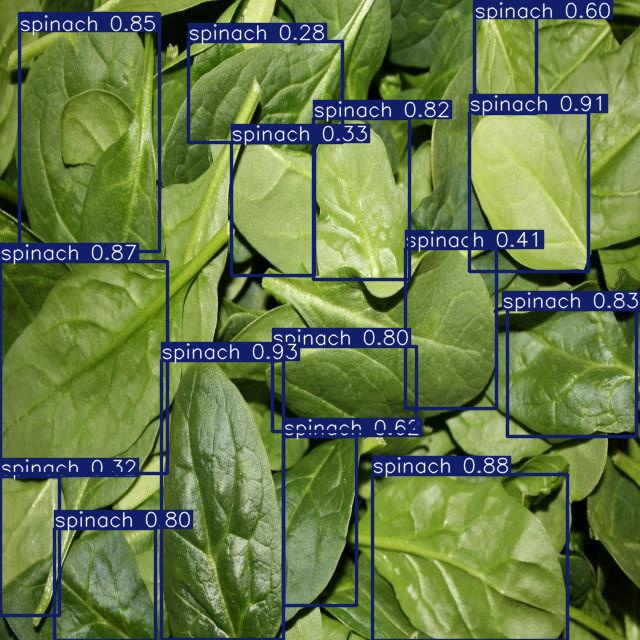 spinach 0.60
spinach 0.85
spinach 0.28
spinach 0.91
spinach 0.82
spinach 0.33
spinach 0.41
spinach 0.87
spinach 0.83
spinach 0.80
spinach 0.93
spinach 0.62
spinach 0.88
spinach 0.32
spinach 0.80